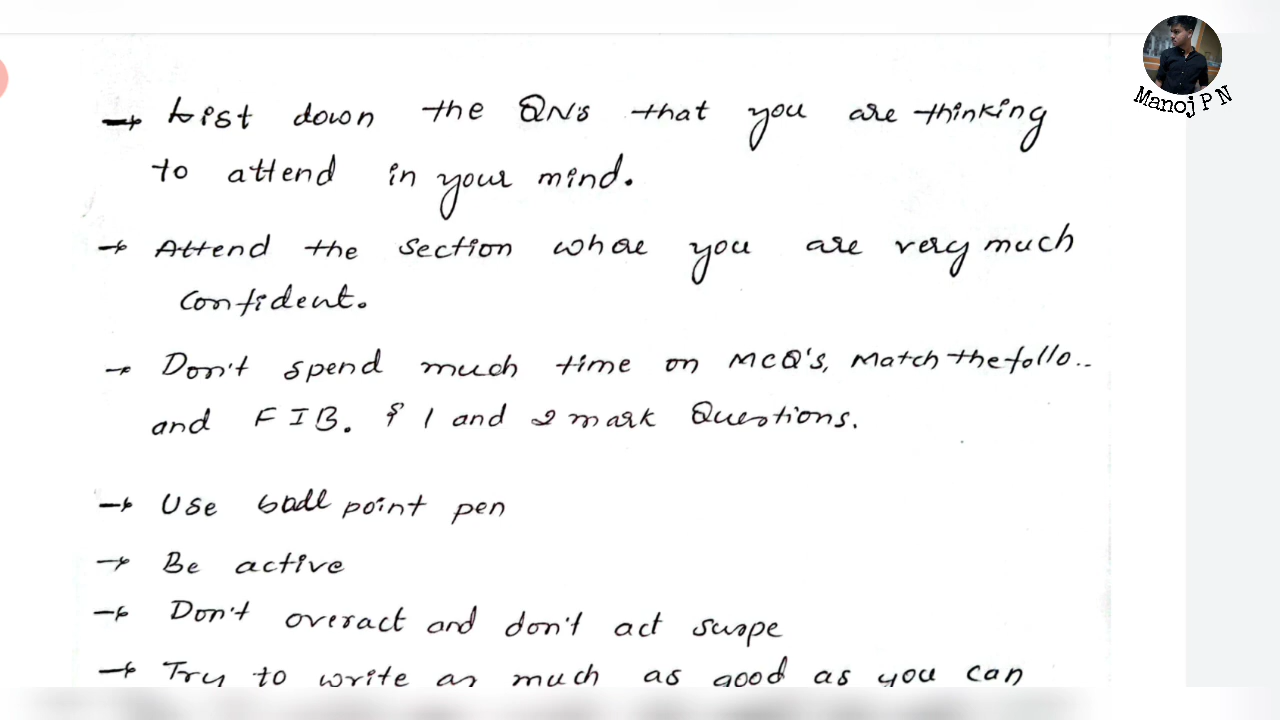 Manoj P N
→ List down the QN's that you are thinking
to attend in your mind.
→ Attend the section whare you are very much
confident.
→ Don't spend much time on MCQ's, Match the follo..
and FIB. & 1 and 2 mark Questions.
→ Use ball point pen
→ Be active
→ Don't overact and don't act
→ Try to write as much as good as you can